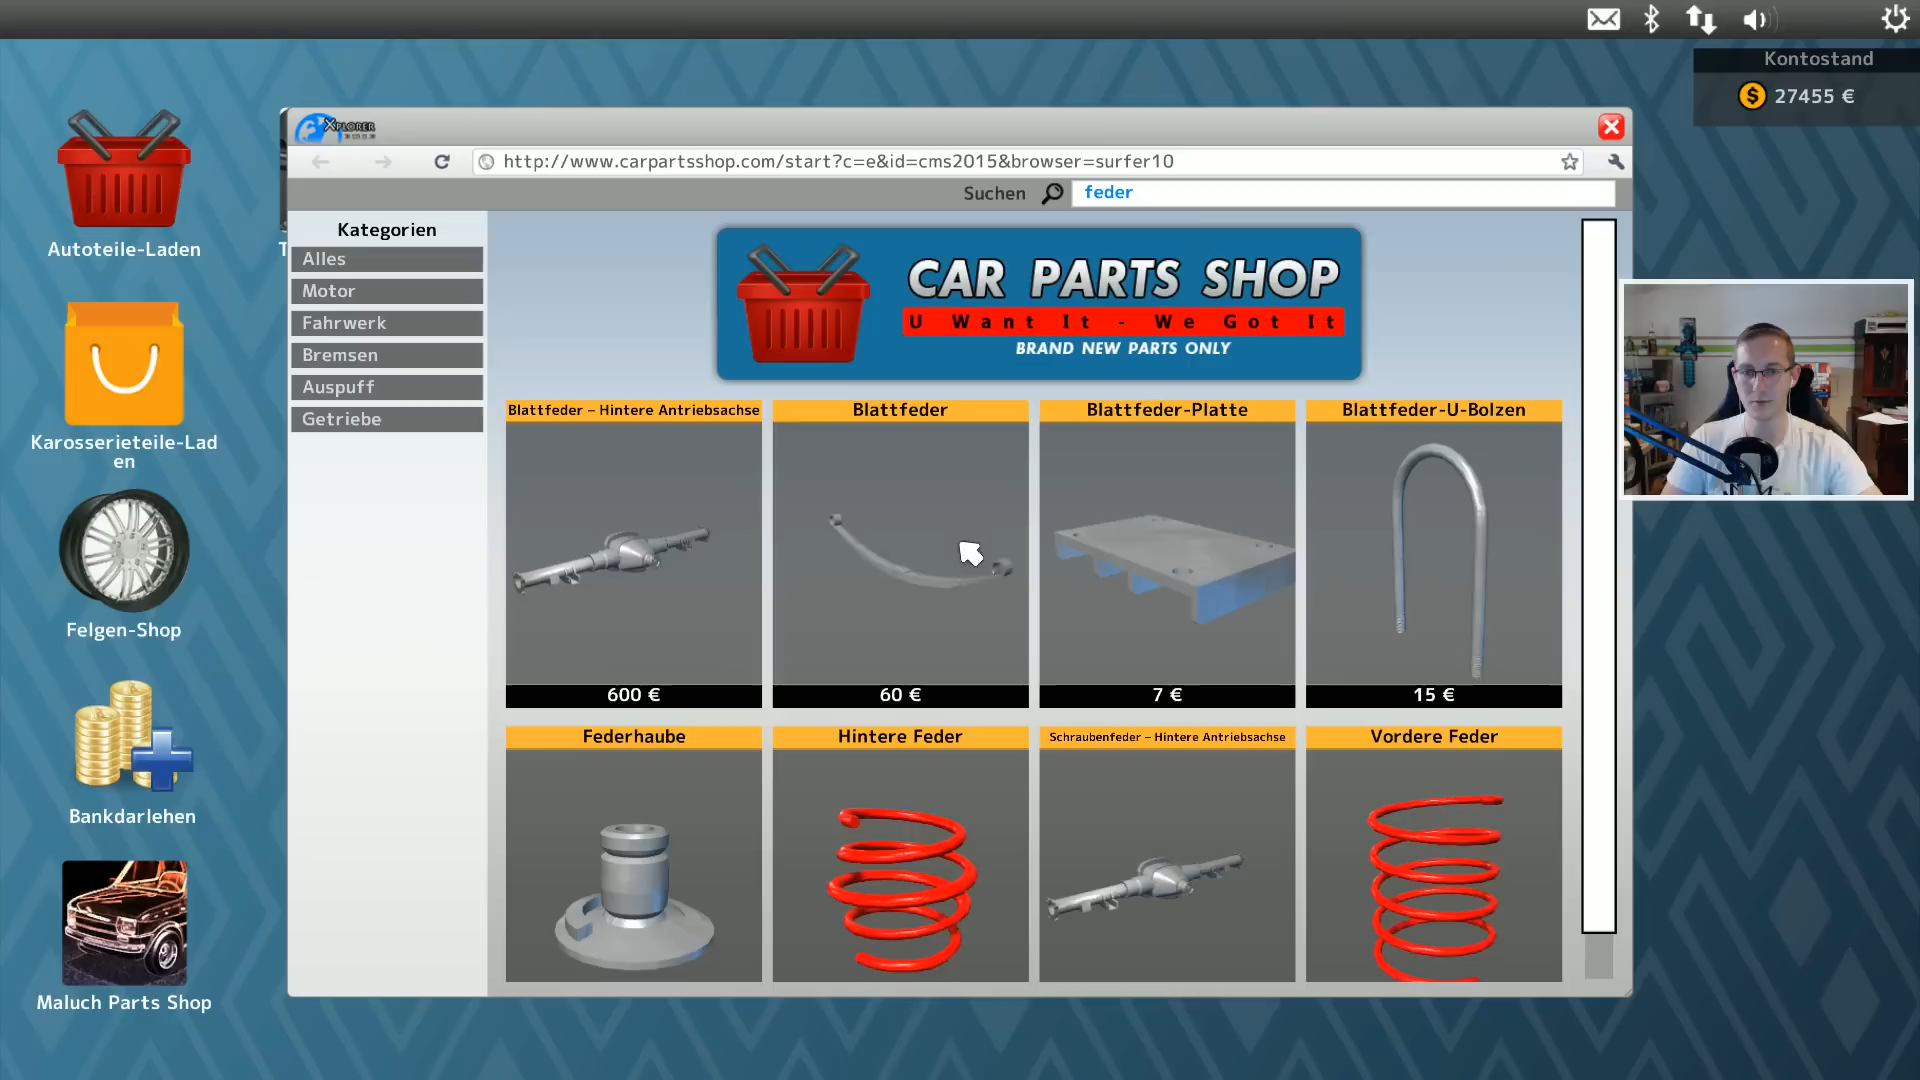 Kontostand
27455 €
Autoteile-Laden
Karosserieteile-Lad
en
Felgen-Shop
Bankdarlehen
Maluch Parts Shop
XPLORER
http://www.carpartsshop.com/start?c=e&id=cms2015&browser=surfer10
Suchen
feder
Kategorien
Alles
Motor
Fahrwerk
Bremsen
Auspuff
Getriebe
CAR PARTS SHOP
U Want It - We Got It
BRAND NEW PARTS ONLY
Blattfeder – Hintere Antriebsachse
600 €
Blattfeder
60 €
Blattfeder-Platte
7 €
Blattfeder-U-Bolzen
15 €
Federhaube
Hintere Feder
Schraubenfeder – Hintere Antriebsachse
Vordere Feder